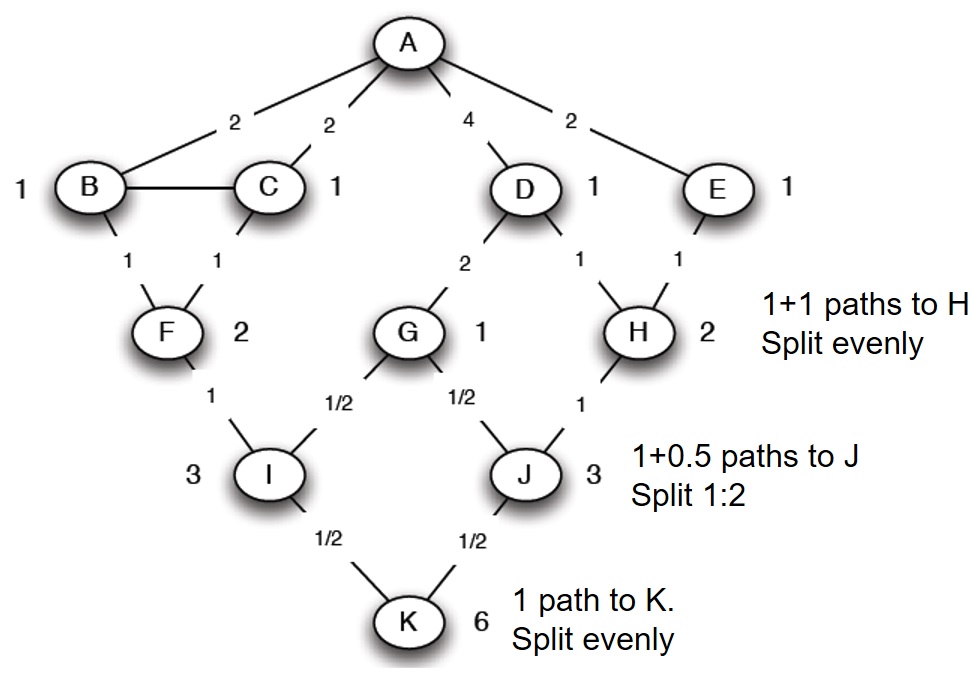 A
2
2
4
2
1
B
C
1
D
1
E
1
1
1
2
1
1
F
2
G
1
H
2
1+1 paths to H
Split evenly
1
1/2
1/2
1
3
I
J
3
1+0.5 paths to J
Split 1:2
1/2
1/2
K
6
1 path to K.
Split evenly